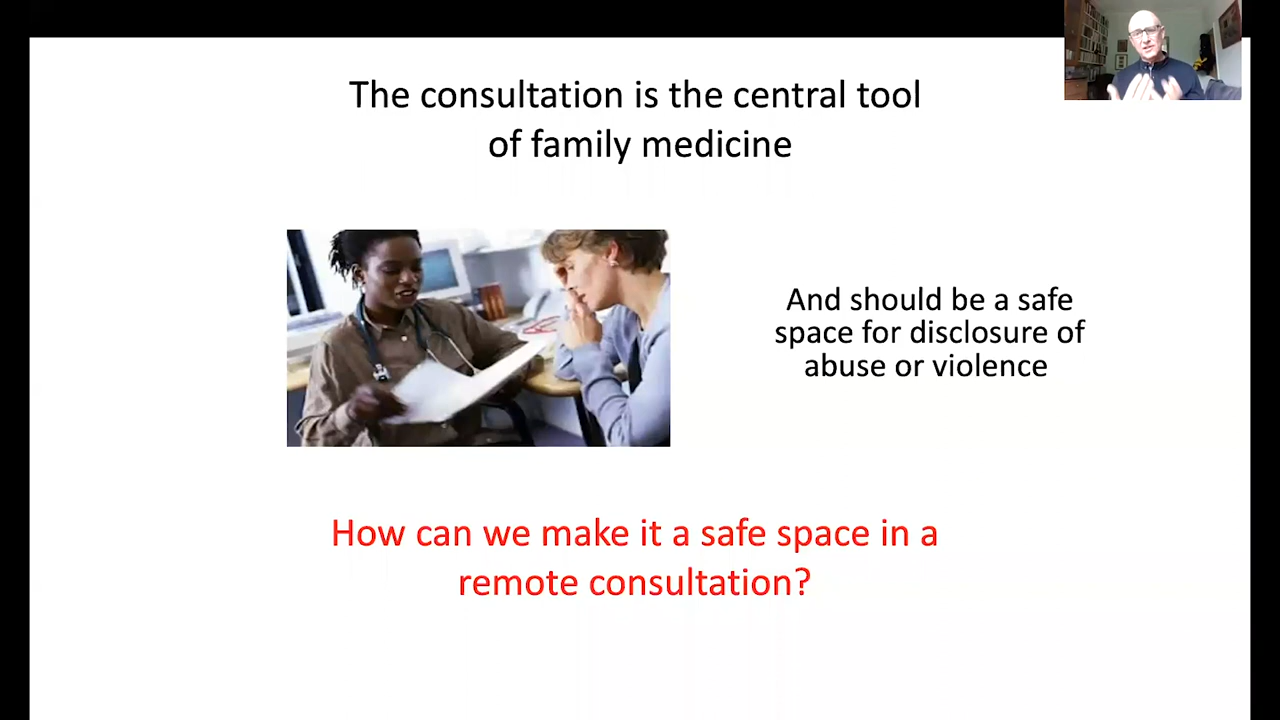 The consultation is the central tool
of family medicine
And should be a safe
space for disclosure of
abuse or violence
How can we make it a safe space in a
remote consultation?